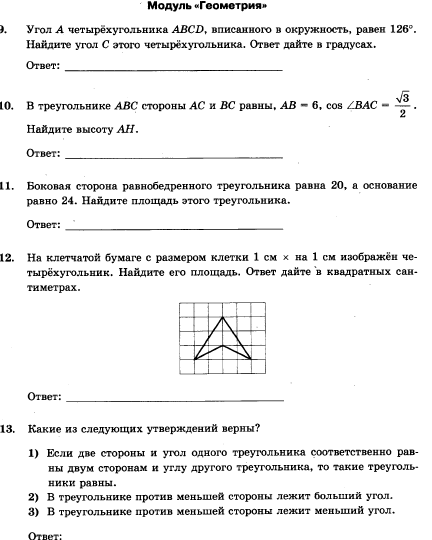 Модуль «Геометрия»
9. Угол A четырёхугольника ABCD, вписанного в окружность, равен 126°.
Найдите угол C этого четырёхугольника. Ответ дайте в градусах.
Ответ:
10. В треугольнике ABC стороны AC и BC равны, AB = 6, cos ∠BAC = √3/2 .
Найдите высоту AH.
Ответ:
11. Боковая сторона равнобедренного треугольника равна 20, а основание
равно 24. Найдите площадь этого треугольника.
Ответ:
12. На клетчатой бумаге с размером клетки 1 см × на 1 см изображён че-
тырёхугольник. Найдите его площадь. Ответ дайте в квадратных сан-
тиметрах.
Ответ:
13. Какие из следующих утверждений верны?
1) Если две стороны и угол одного треугольника соответственно рав-
ны двум сторонам и углу другого треугольника, то такие треуголь-
ники равны.
2) В треугольнике против меньшей стороны лежит больший угол.
3) В треугольнике против меньшей стороны лежит меньший угол.
Ответ: